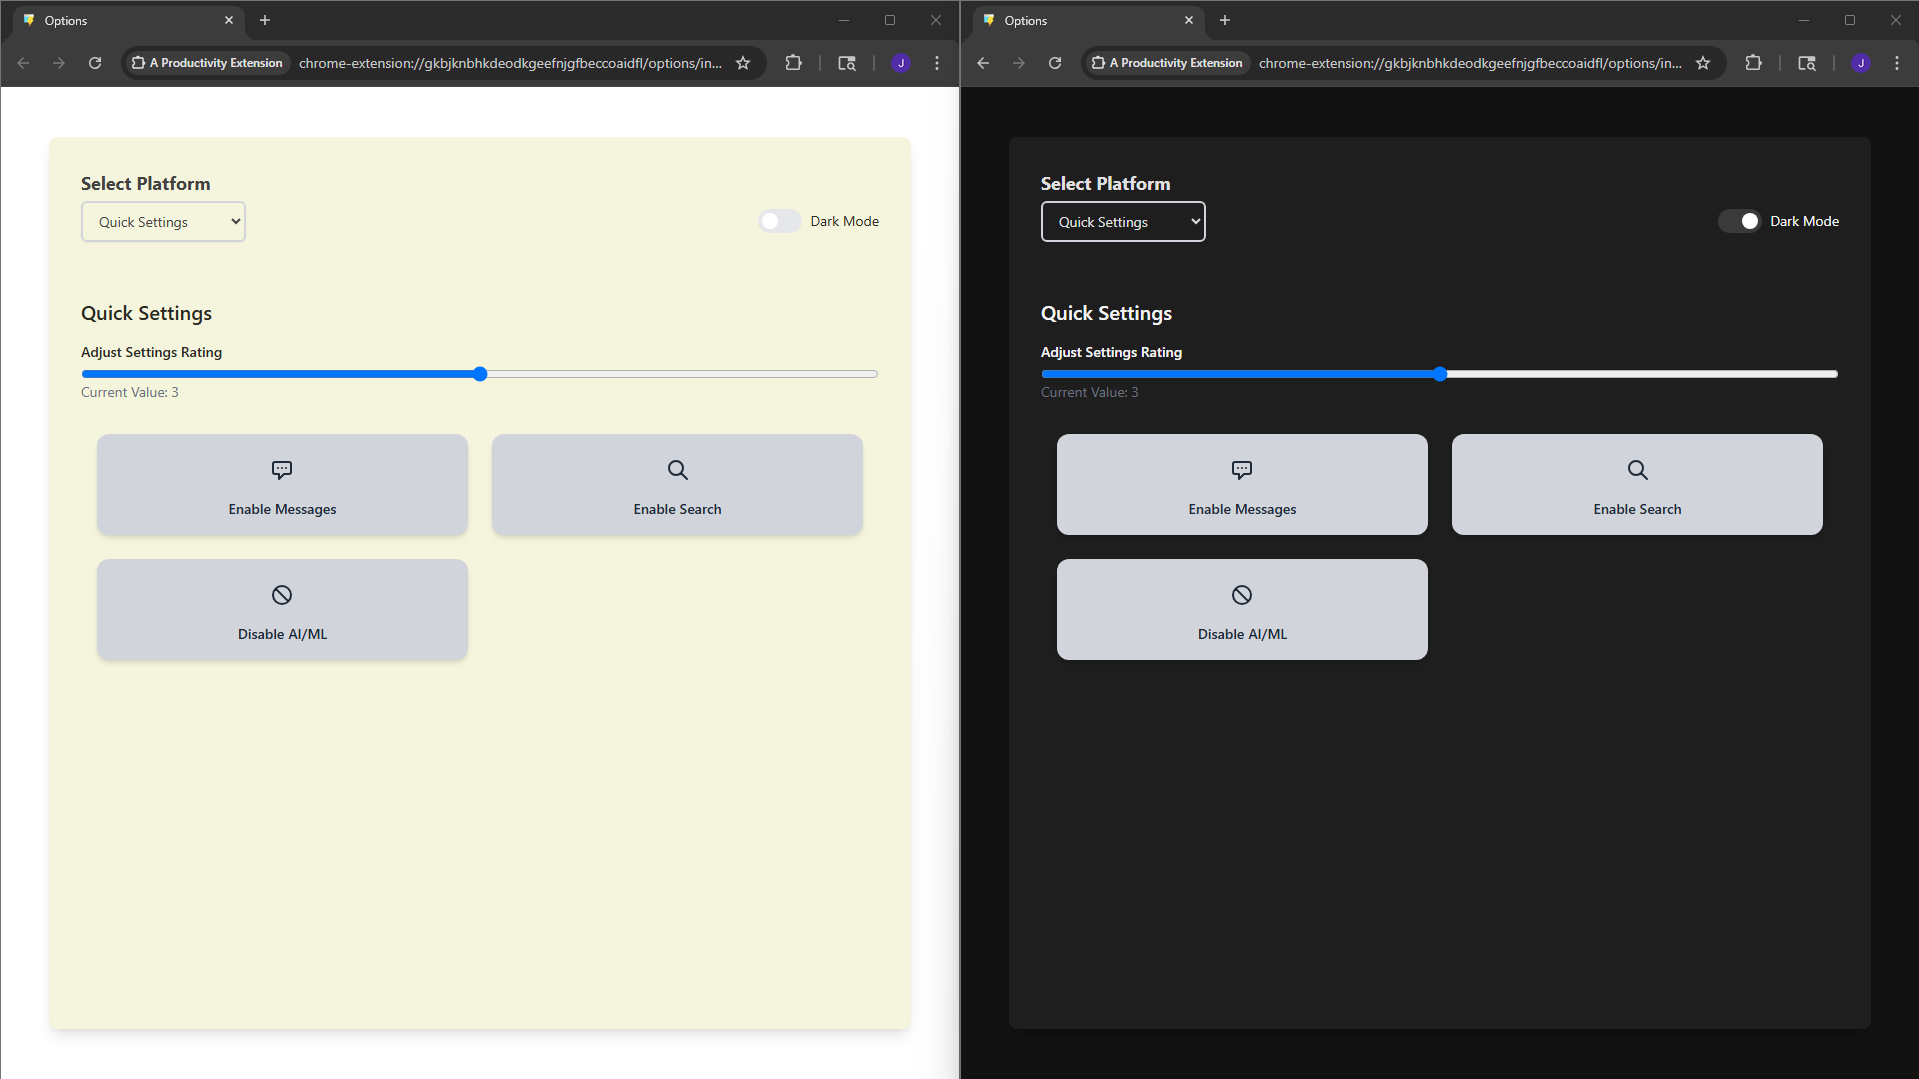 Options
A Productivity Extension
chrome-extension://gkbjknbhkdeodkgeefnjgfbeccoaidfl/options/in...
J
Select Platform
Quick Settings
Dark Mode
Quick Settings
Adjust Settings Rating
Current Value: 3
Enable Messages
Enable Search
Disable AI/ML
Options
A Productivity Extension
chrome-extension://gkbjknbhkdeodkgeefnjgfbeccoaidfl/options/in...
J
Select Platform
Quick Settings
Dark Mode
Quick Settings
Adjust Settings Rating
Current Value: 3
Enable Messages
Enable Search
Disable AI/ML